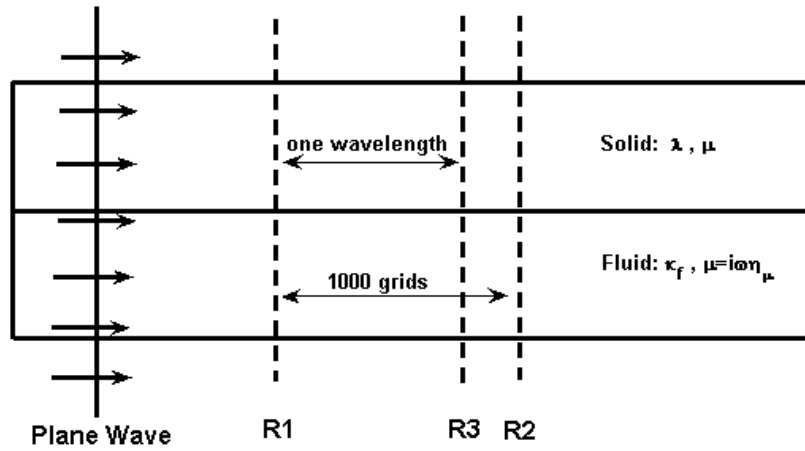 one wavelength
Solid: λ , μ
1000 grids
Fluid: κf , μ=iωημ
Plane Wave
R1
R3
R2